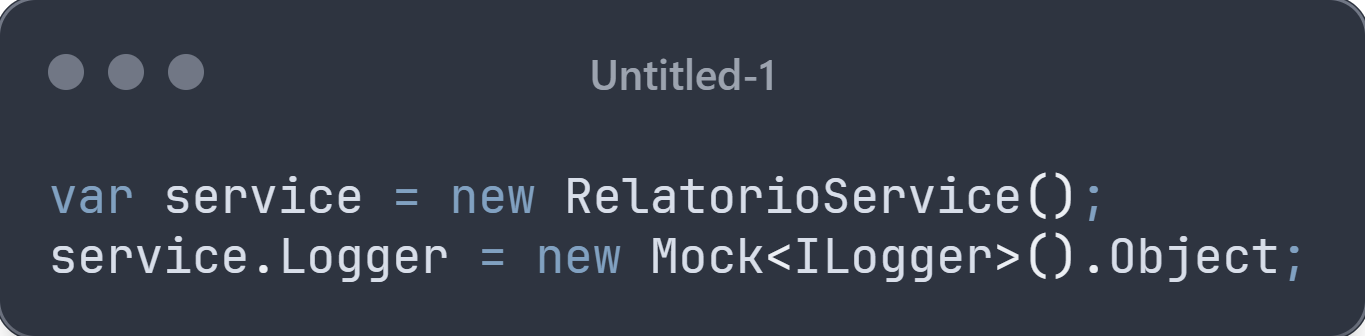 Untitled-1
var service = new RelatorioService();
service.Logger = new Mock<ILogger>().Object;